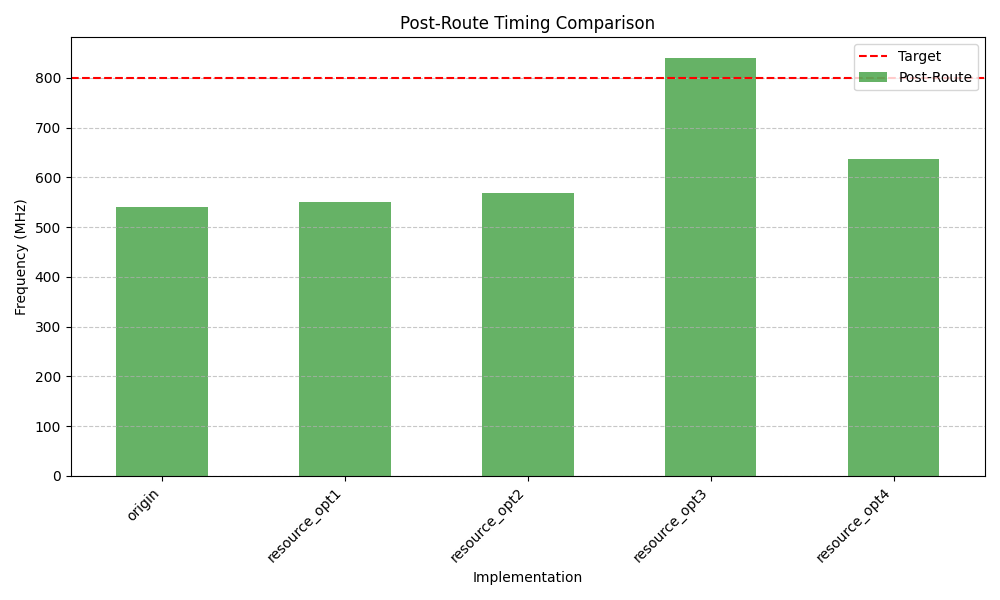 Post-Route Timing Comparison
Target
Post-Route
Frequency (MHz)
800
700
600
500
400
300
200
100
0
origin
resource_opt1
resource_opt2
resource_opt3
resource_opt4
Implementation